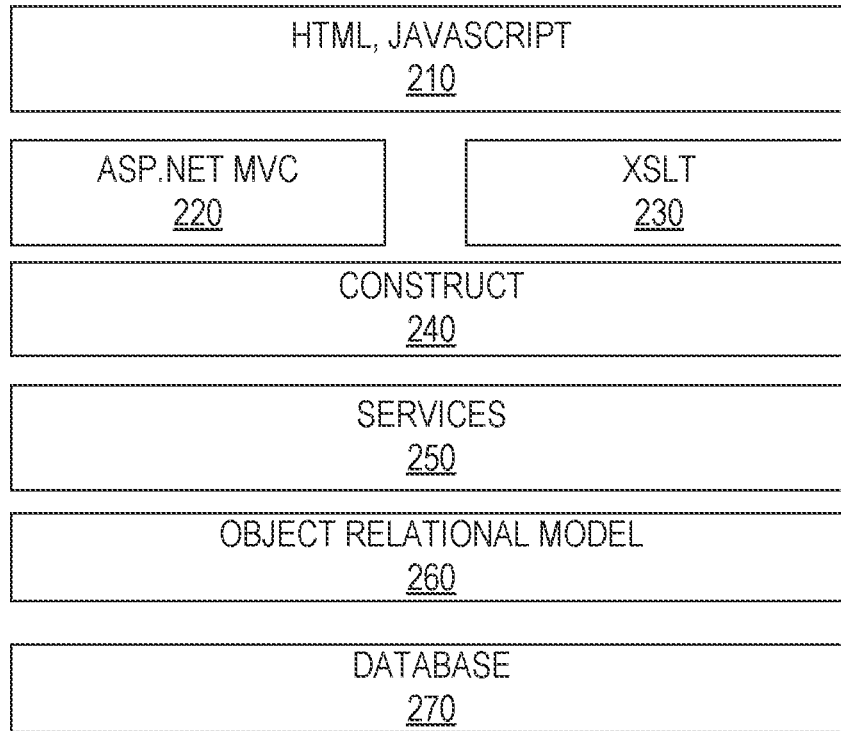 HTML, JAVASCRIPT
210
ASP.NET MVC
220
XSLT
230
CONSTRUCT
240
SERVICES
250
OBJECT RELATIONAL MODEL
260
DATABASE
270